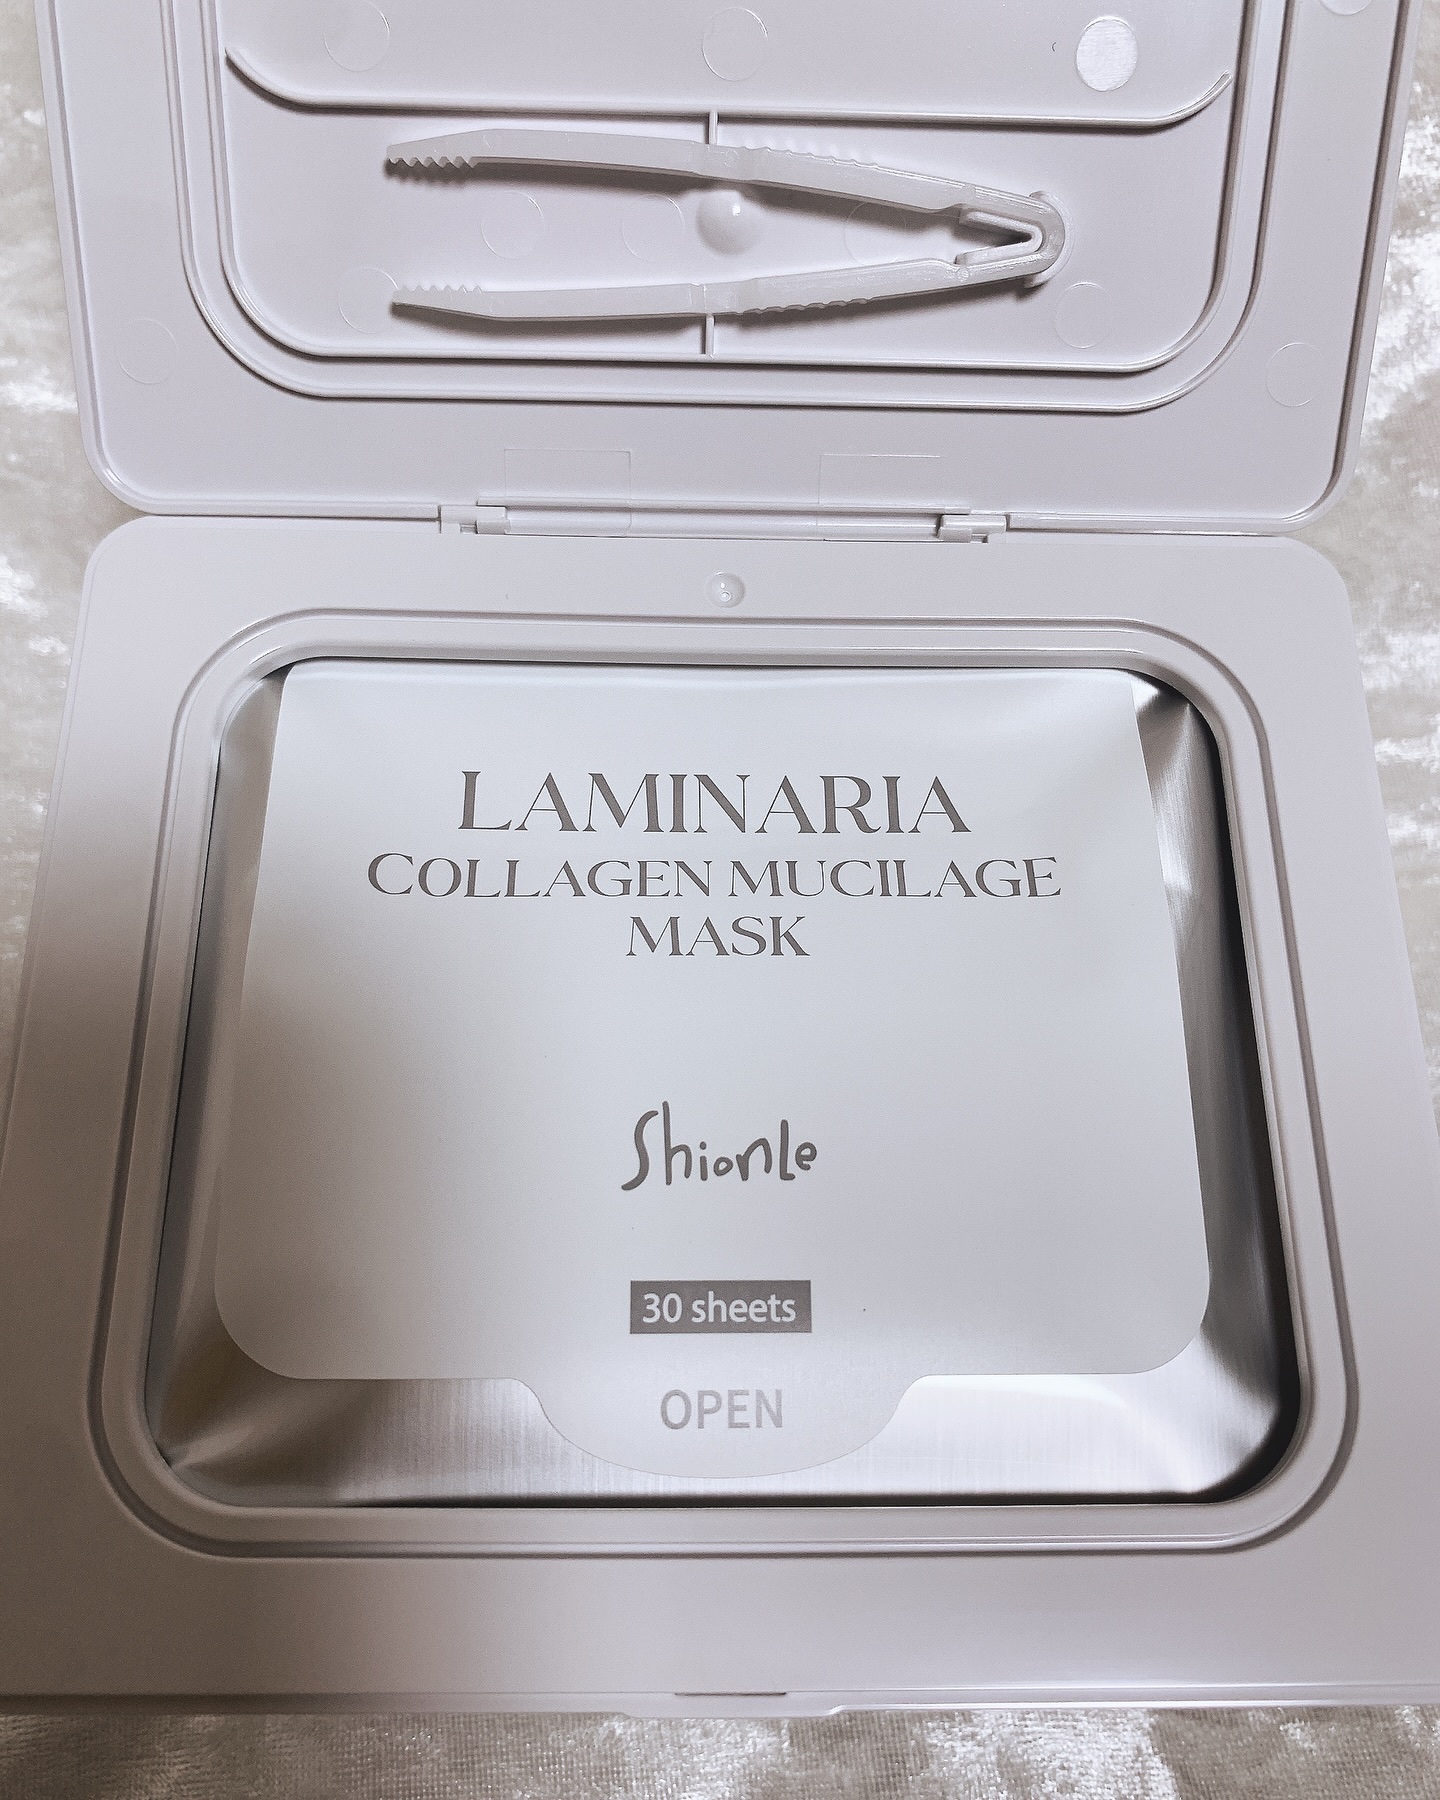 LAMINARIA
COLLAGEN MUCILAGE
MASK
Shionle
30 sheets
OPEN